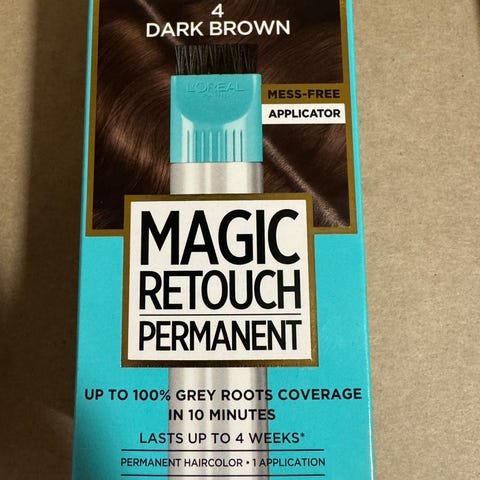 4
DARK BROWN
L'ORÉAL
MESS-FREE
APPLICATOR
MAGIC
RETOUCH
PERMANENT
UP TO 100% GREY ROOTS COVERAGE
IN 10 MINUTES
LASTS UP TO 4 WEEKS*
PERMANENT HAIRCOLOR • 1 APPLICATION